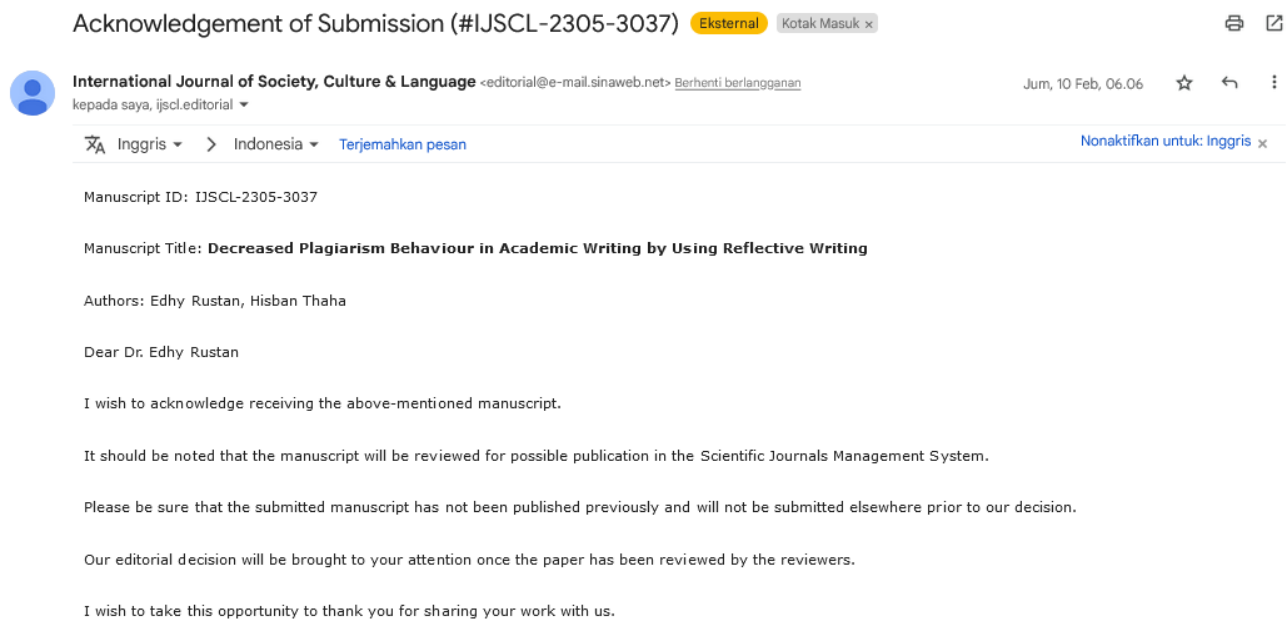 Acknowledgement of Submission (#IJSCL-2305-3037) Eksternal Kotak Masuk ×
International Journal of Society, Culture & Language <editorial@e-mail.sinaweb.net> Berhenti berlangganan Jum, 10 Feb, 06.06
kepada saya, ijscl.editorial
Inggris > Indonesia Terjemahkan pesan Nonaktifkan untuk: Inggris ×
Manuscript ID: IJSCL-2305-3037
Manuscript Title: Decreased Plagiarism Behaviour in Academic Writing by Using Reflective Writing
Authors: Edhy Rustan, Hisban Thaha
Dear Dr. Edhy Rustan
I wish to acknowledge receiving the above-mentioned manuscript.
It should be noted that the manuscript will be reviewed for possible publication in the Scientific Journals Management System.
Please be sure that the submitted manuscript has not been published previously and will not be submitted elsewhere prior to our decision.
Our editorial decision will be brought to your attention once the paper has been reviewed by the reviewers.
I wish to take this opportunity to thank you for sharing your work with us.